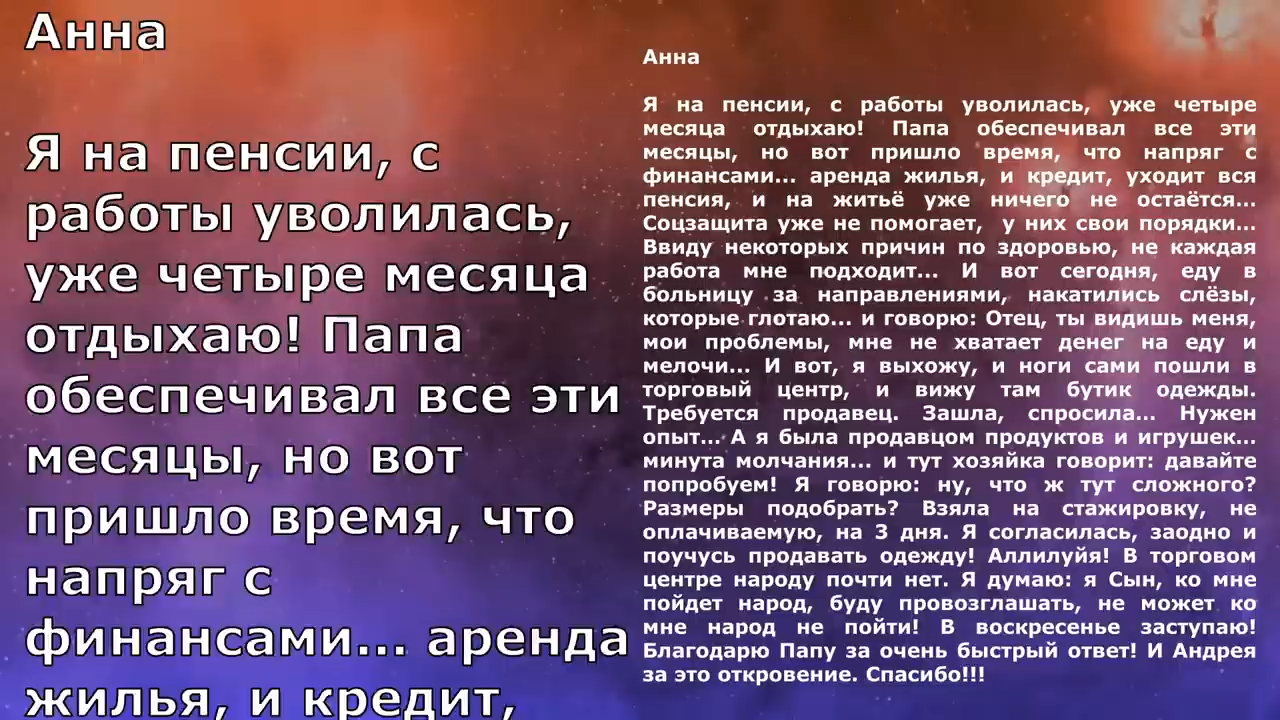 Анна
Я на пенсии, с
работы уволилась,
уже четыре месяца
отдыхаю! Папа
обеспечивал все эти
месяцы, но вот
пришло время, что
напряг с
финансами... аренда
жилья, и кредит,
Анна
Я на пенсии, с работы уволилась, уже четыре
месяца отдыхаю! Папа обеспечивал все эти
месяцы, но вот пришло время, что напряг с
финансами... аренда жилья, и кредит, уходит вся
пенсия, и на житьё уже ничего не остаётся...
Соцзащита уже не помогает, у них свои порядки...
Ввиду некоторых причин по здоровью, не каждая
работа мне подходит... И вот сегодня, еду в
больницу за направлениями, накатились слёзы,
которые глотаю... и говорю: Отец, ты видишь меня,
мои проблемы, мне не хватает денег на еду и
мелочи... И вот, я выхожу, и ноги сами пошли в
торговый центр, и вижу там бутик одежды.
Требуется продавец. Зашла, спросила... Нужен
опыт... А я была продавцом продуктов и игрушек...
минута молчания... и тут хозяйка говорит: давайте
попробуем! Я говорю: ну, что ж тут сложного?
Размеры подобрать? Взяла на стажировку, не
оплачиваемую, на 3 дня. Я согласилась, заодно и
поучусь продавать одежду! Аллилуйя! В торговом
центре народу почти нет. Я думаю: я Сын, ко мне
пойдет народ, буду провозглашать, не может ко
мне народ не пойти! В воскресенье заступаю!
Благодарю Папу за очень быстрый ответ! И Андрея
за это откровение. Спасибо!!!